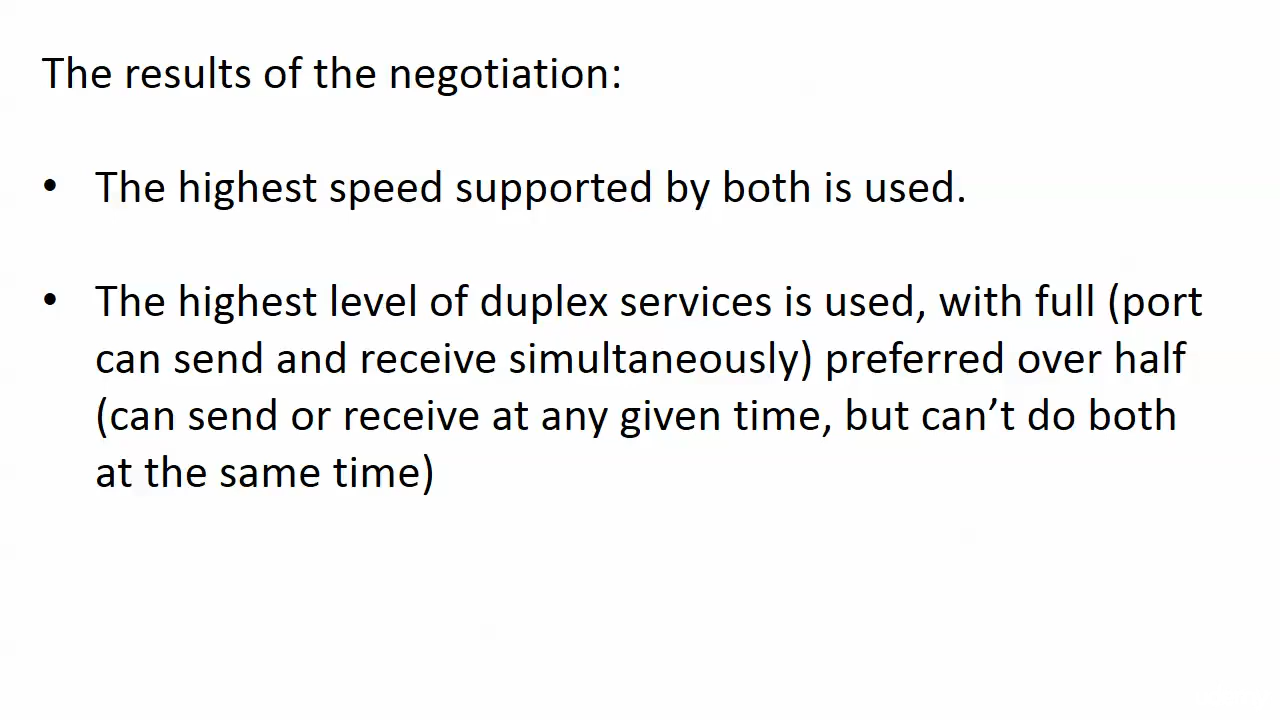 The results of the negotiation:
• The highest speed supported by both is used.
• The highest level of duplex services is used, with full (port
can send and receive simultaneously) preferred over half
(can send or receive at any given time, but can’t do both
at the same time)